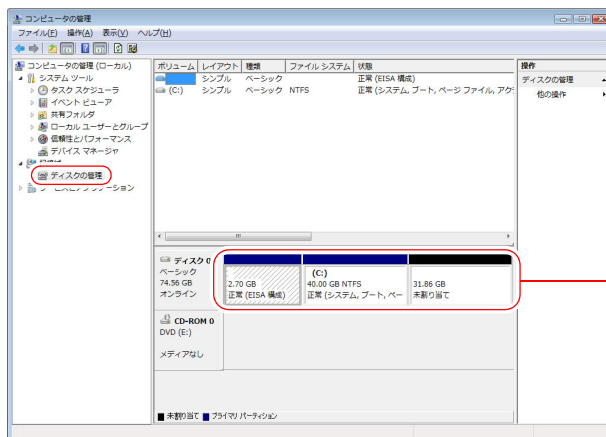 コンピュータの管理
ファイル(F) 操作(A) 表示(V) ヘルプ(H)
コンピュータの管理 (ローカル)
システム ツール
タスク スケジューラ
イベント ビューア
共有フォルダ
ローカル ユーザーとグループ
信頼性とパフォーマンス
デバイス マネージャ
ディスクの管理
ボリューム レイアウト 種類 ファイル システム 状態
シンプル ベーシック 正常 (EISA 構成)
(C:) シンプル ベーシック NTFS 正常 (システム, ブート, ページ ファイル, アク
操作
ディスクの管理
他の操作
ディスク 0
ベーシック
74.56 GB
オンライン
2.70 GB
正常 (EISA 構成)
(C:)
40.00 GB NTFS
正常 (システム, ブート, ペー
31.86 GB
未割り当て
CD-ROM 0
DVD (E:)
メディアなし
未割り当て プライマリ パーティション